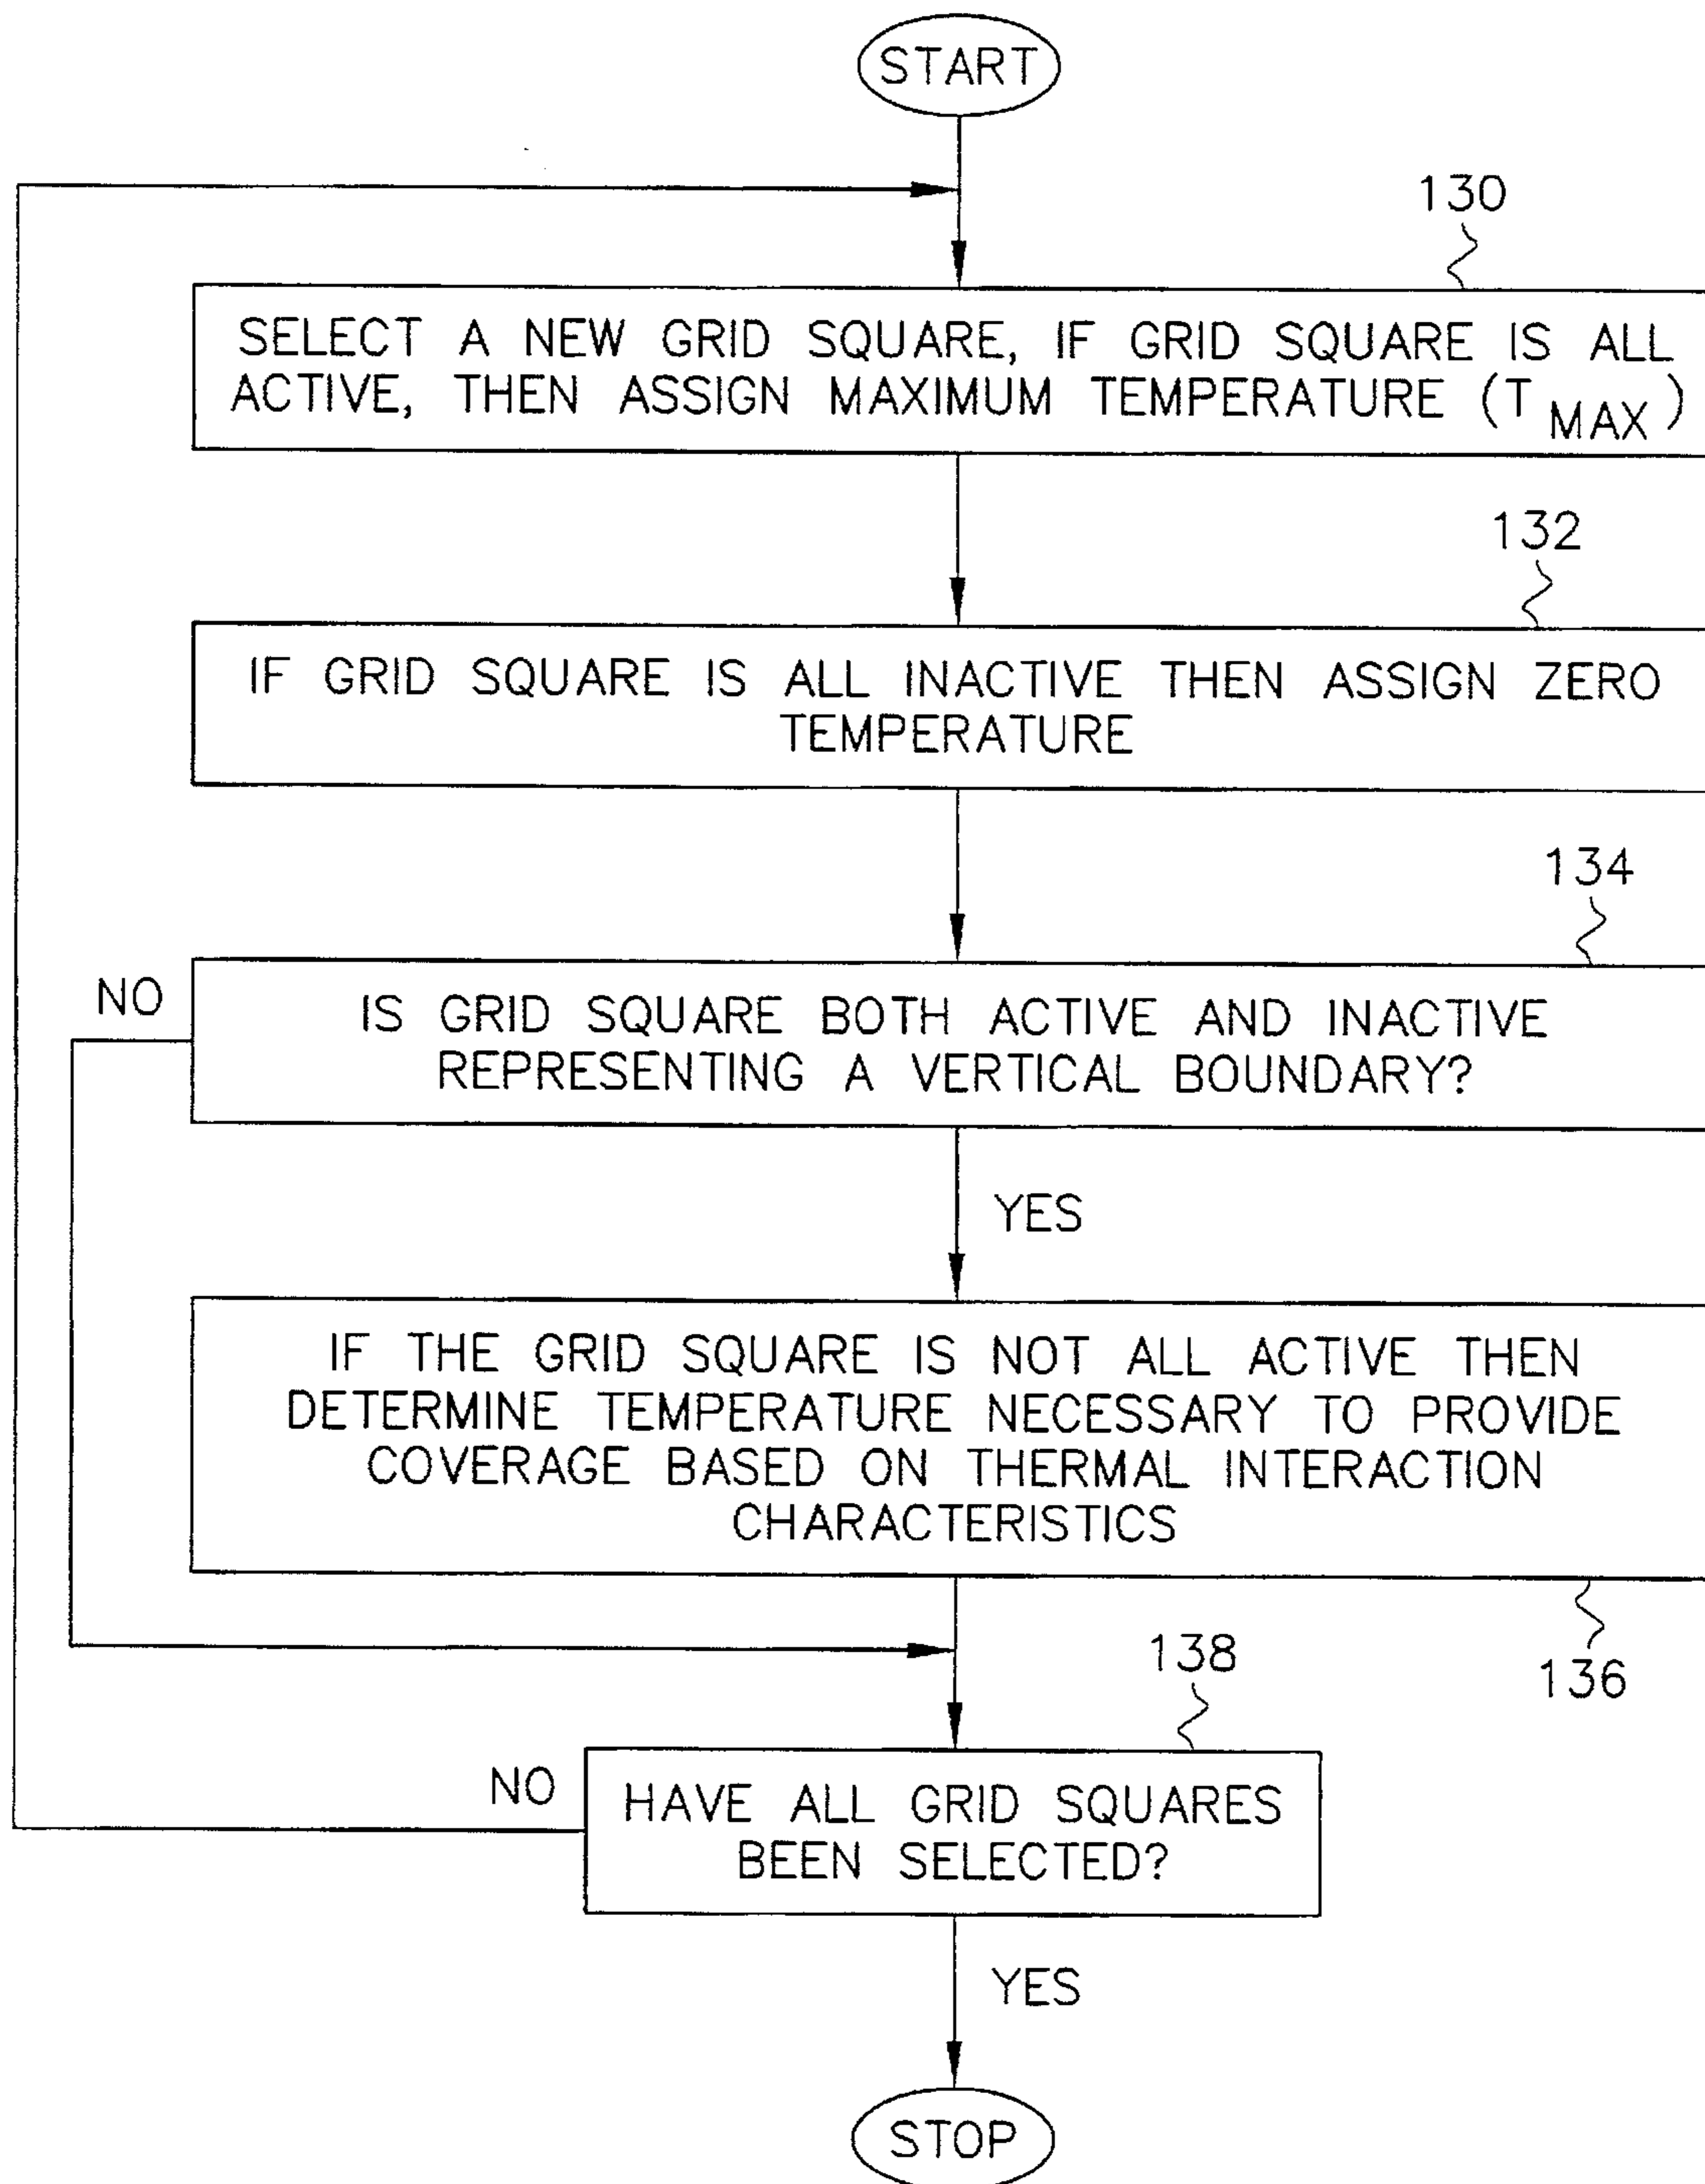 START
130
SELECT A NEW GRID SQUARE, IF GRID SQUARE IS ALL
ACTIVE, THEN ASSIGN MAXIMUM TEMPERATURE (T MAX)
132
IF GRID SQUARE IS ALL INACTIVE THEN ASSIGN ZERO
TEMPERATURE
134
NO
IS GRID SQUARE BOTH ACTIVE AND INACTIVE
REPRESENTING A VERTICAL BOUNDARY?
YES
IF THE GRID SQUARE IS NOT ALL ACTIVE THEN
DETERMINE TEMPERATURE NECESSARY TO PROVIDE
COVERAGE BASED ON THERMAL INTERACTION
CHARACTERISTICS
136
138
NO
HAVE ALL GRID SQUARES
BEEN SELECTED?
YES
STOP